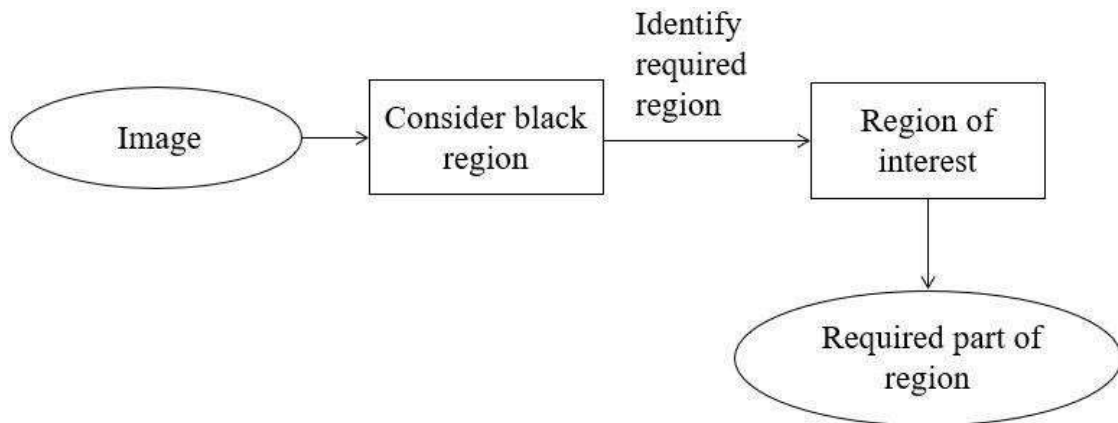 Image
Consider black
region
Identify
required
region
Region of
interest
Required part of
region